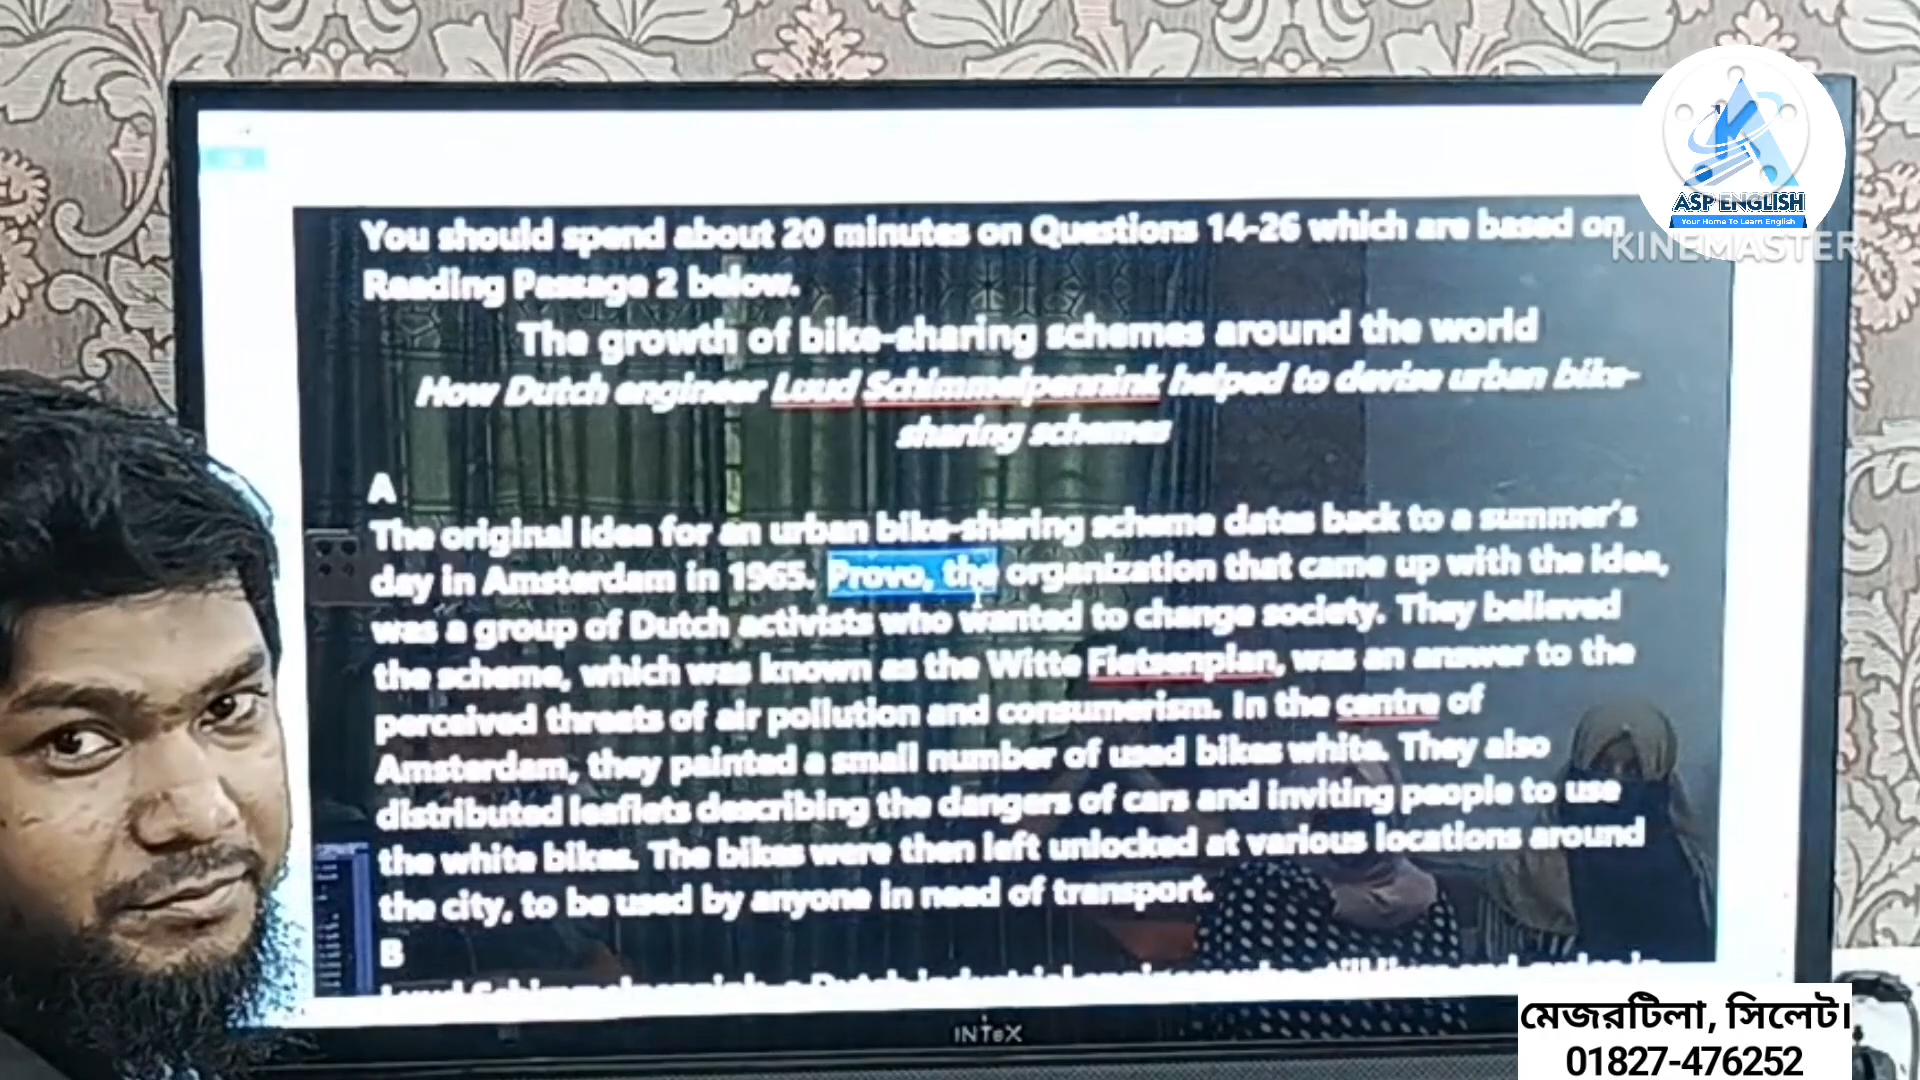 ASP ENGLISH
Your Home To Learn English
KINEMASTER
You should spend about 20 minutes on Questions 14-26 which are based on
Reading Passage 2 below.
The growth of bike-sharing schemes around the world
How Dutch engineer Luud Schimmelpennink helped to devise urban bike-
sharing schemes
A
The original idea for an urban bike-sharing scheme dates back to a summer's
day in Amsterdam in 1965. Provo, the organization that came up with the idea,
was a group of Dutch activists who wanted to change society. They believed
the scheme, which was known as the Witte Fietsenplan, was an answer to the
perceived threats of air pollution and consumerism. In the centre of
Amsterdam, they painted a small number of used bikes white. They also
distributed leaflets describing the dangers of cars and inviting people to use
the white bikes. The bikes were then left unlocked at various locations around
the city, to be used by anyone in need of transport.
B
Luud Schimmelpennink, a Dutch industrial engineer who
INTEX
মেজরটিলা, সিলেট।
01827-476252